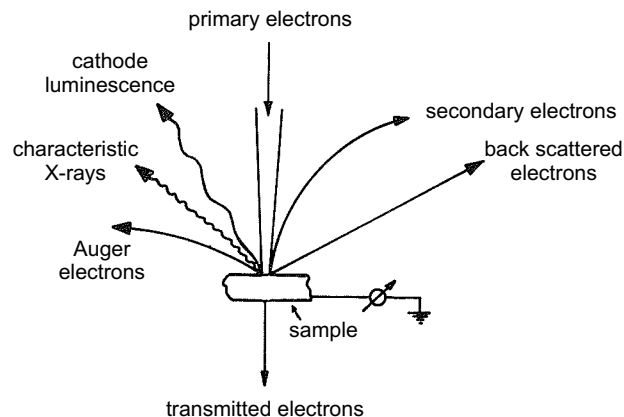 primary electrons
cathode
luminescence
secondary electrons
characteristic
X-rays
back scattered
electrons
Auger
electrons
sample
transmitted electrons